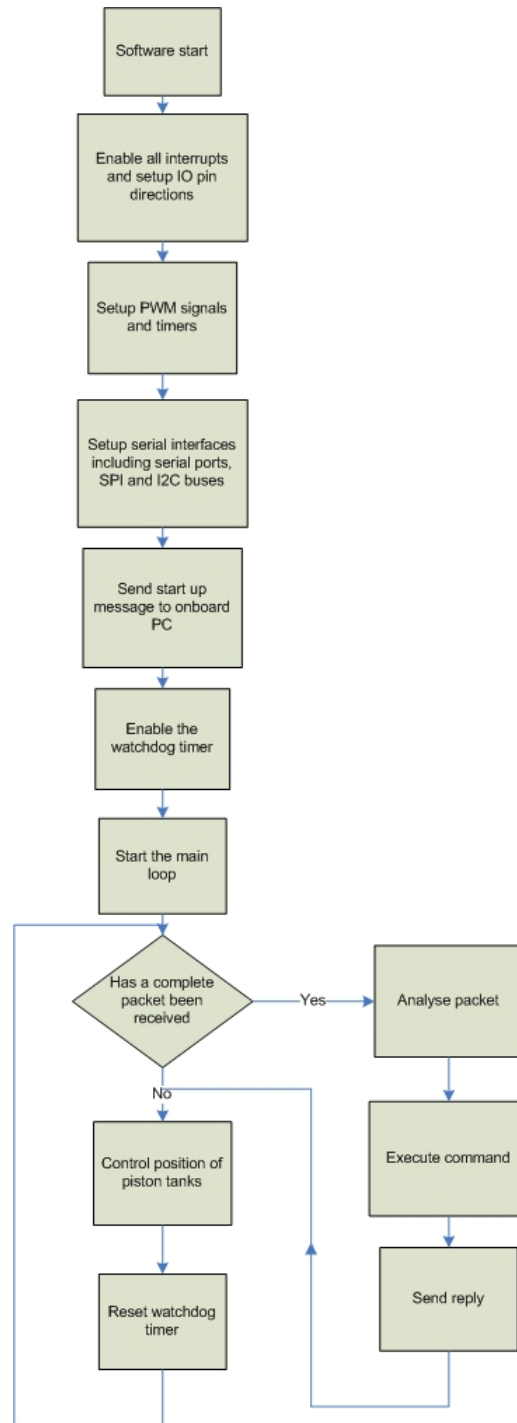 Software start
Enable all interrupts
and setup IO pin
directions
Setup PWM signals
and timers
Setup serial interfaces
including serial ports,
SPI and I2C buses
Send start up
message to onboard
PC
Enable the
watchdog timer
Start the main
loop
Has a complete
packet been
received
Yes
Analyse packet
No
Execute command
Control position of
piston tanks
Send reply
Reset watchdog
timer